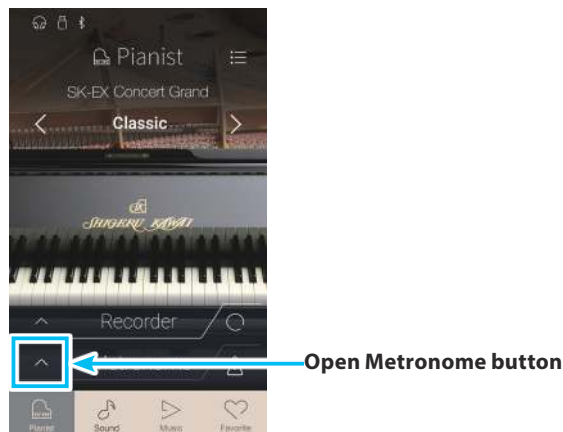 Pianist
SK-EX Concert Grand
Classic
SHIGERU KAWAI
Recorder
Open Metronome button
Pianist
Sound
Music
Favorite